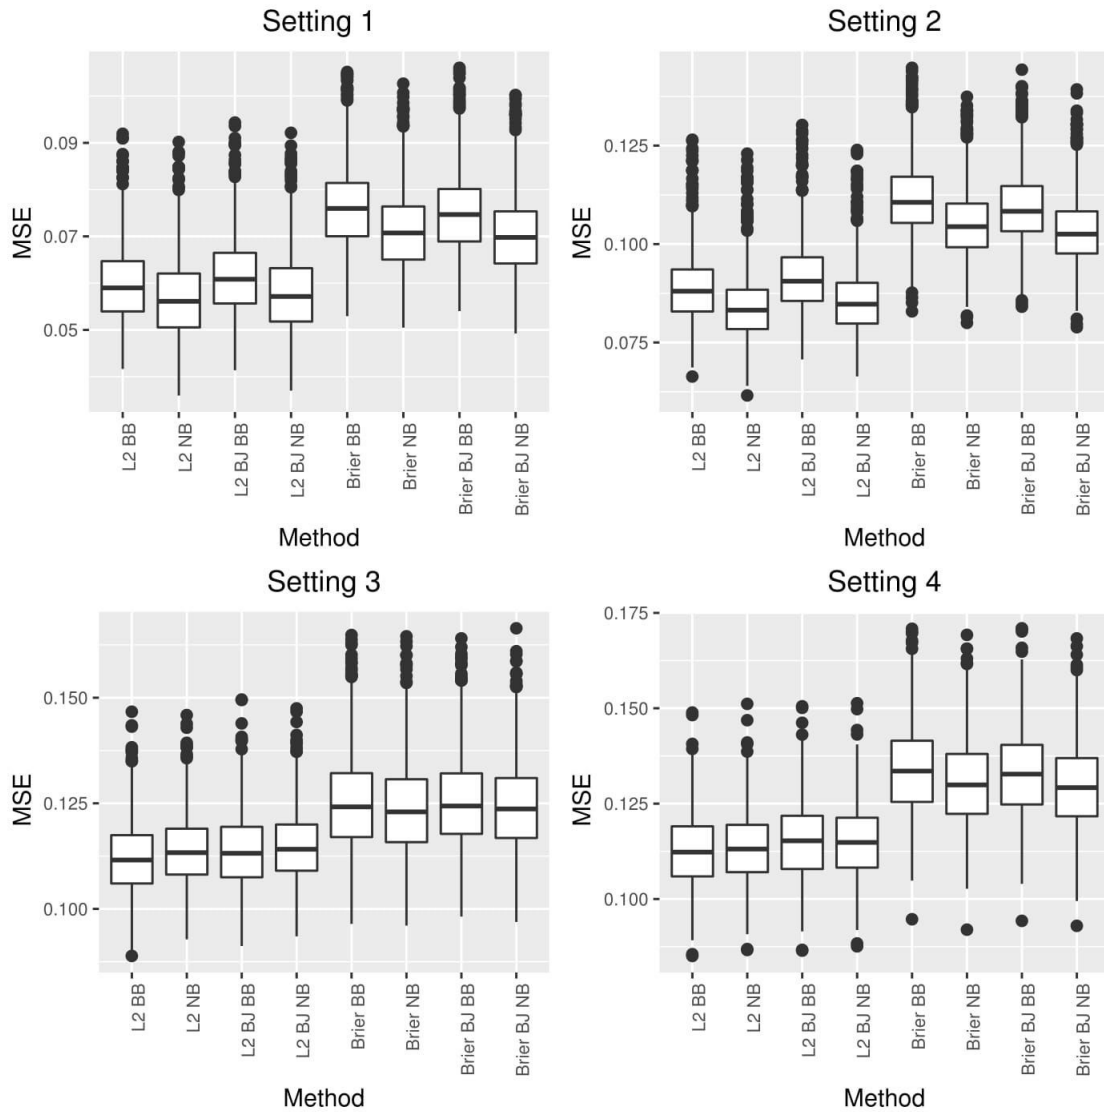 Setting 1
MSE
0.09
0.07
0.05
L2 BB
L2 NB
L2 BJ BB
L2 BJ NB
Brier BB
Brier NB
Brier BJ BB
Brier BJ NB
Method
Setting 2
MSE
0.125
0.100
0.075
L2 BB
L2 NB
L2 BJ BB
L2 BJ NB
Brier BB
Brier NB
Brier BJ BB
Brier BJ NB
Method
Setting 3
MSE
0.150
0.125
0.100
L2 BB
L2 NB
L2 BJ BB
L2 BJ NB
Brier BB
Brier NB
Brier BJ BB
Brier BJ NB
Method
Setting 4
MSE
0.175
0.150
0.125
0.100
L2 BB
L2 NB
L2 BJ BB
L2 BJ NB
Brier BB
Brier NB
Brier BJ BB
Brier BJ NB
Method